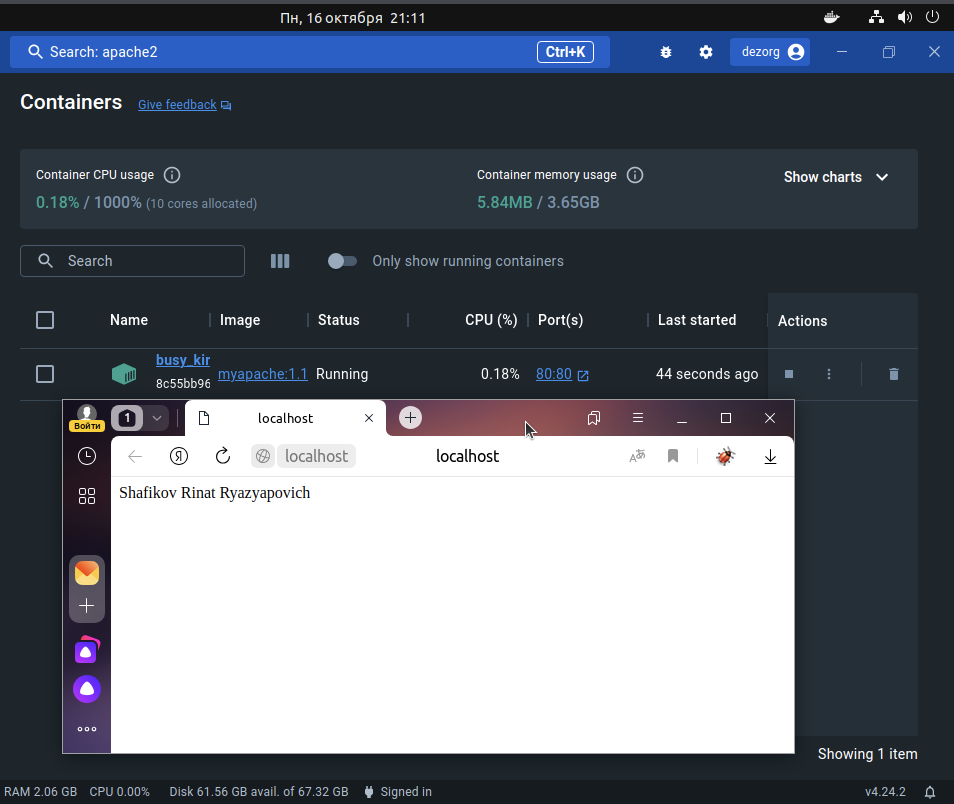 Пн, 16 октября 21:11
Search: apache2 Ctrl+K dezorg
Containers Give feedback
Container CPU usage Container memory usage Show charts
0.18% / 1000% (10 cores allocated) 5.84MB / 3.65GB
Search Only show running containers
Name Image Status CPU (%) Port(s) Last started Actions
busy_kir
8c55bb96 myapache:1.1 Running 0.18% 80:80 44 seconds ago
Войти 1 localhost
Я localhost localhost
Shafikov Rinat Ryazyapovich
Showing 1 item
RAM 2.06 GB CPU 0.00% Disk 61.56 GB avail. of 67.32 GB Signed in v4.24.2